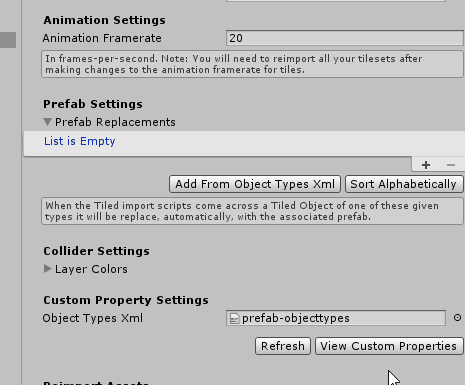 Animation Settings
Animation Framerate 20
In frames-per-second. Note: You will need to reimport all your tilesets after
making changes to the animation framerate for tiles.
Prefab Settings
Prefab Replacements
List is Empty
+ −
Add From Object Types Xml Sort Alphabetically
When the Tiled import scripts come across a Tiled Object of one of these given
types it will be replace, automatically, with the associated prefab.
Collider Settings
Layer Colors
Custom Property Settings
Object Types Xml prefab-objecttypes
Refresh View Custom Properties
Reimport Assets